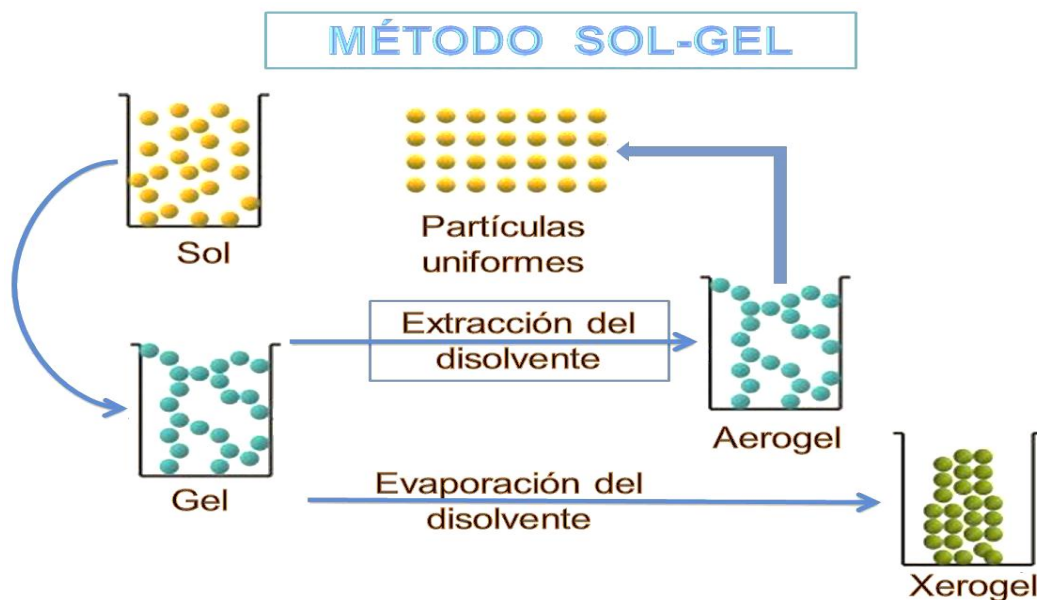 MÉTODO SOL-GEL
Sol
Partículas
uniformes
Extracción del
disolvente
Aerogel
Gel
Evaporación del
disolvente
Xerogel